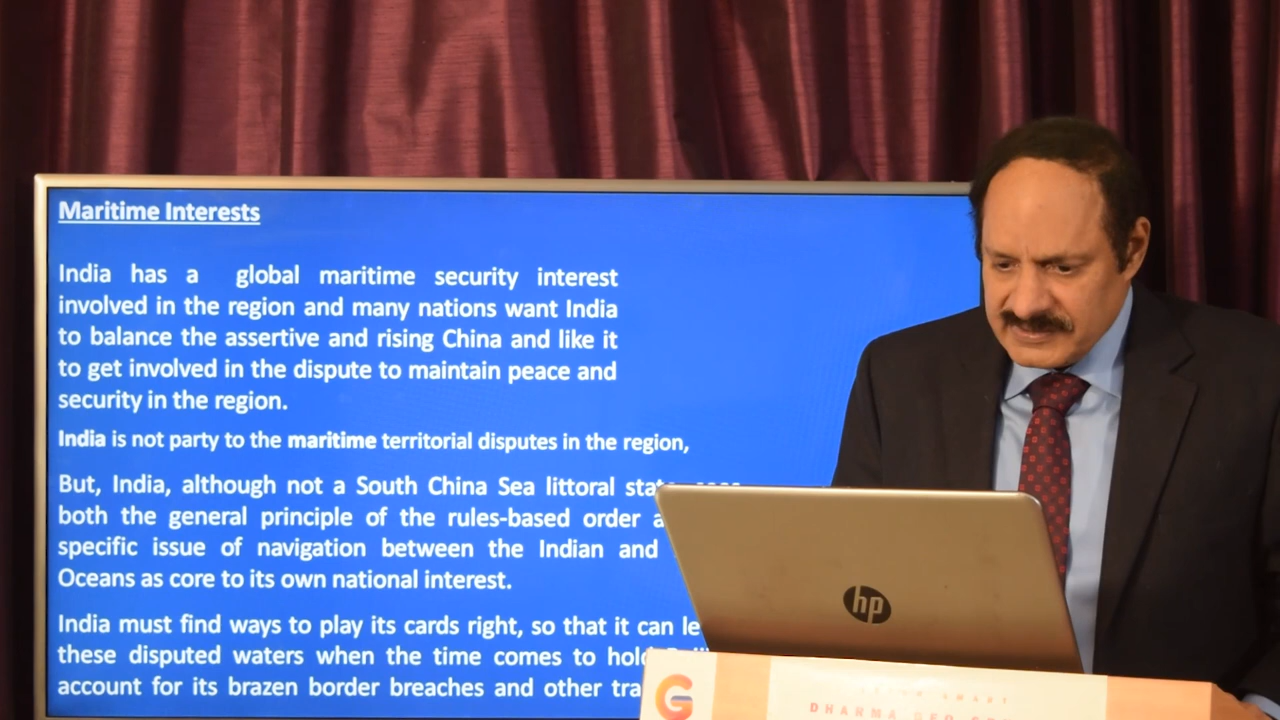 Maritime Interests
India has a global maritime security interest
involved in the region and many nations want India
to balance the assertive and rising China and like it
to get involved in the dispute to maintain peace and
security in the region.
India is not party to the maritime territorial disputes in the region,
But, India, although not a South China Sea littoral
both the general principle of the rules-based order
specific issue of navigation between the Indian and
Oceans as core to its own national interest.
India must find ways to play its cards right, so that it can
these disputed waters when the time comes to hold
account for its brazen border breaches and other
hp
G
DHARMA